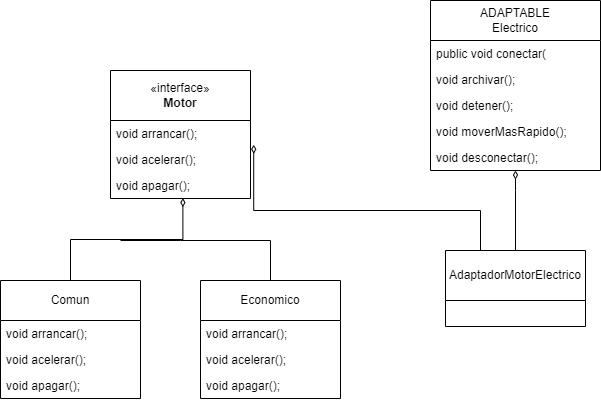 ADAPTABLE
Electrico
public void conectar(
void archivar();
void detener();
void moverMasRapido();
void desconectar();
«interface»
Motor
void arrancar();
void acelerar();
void apagar();
AdaptadorMotorElectrico
Comun
void arrancar();
void acelerar();
void apagar();
Economico
void arrancar();
void acelerar();
void apagar();